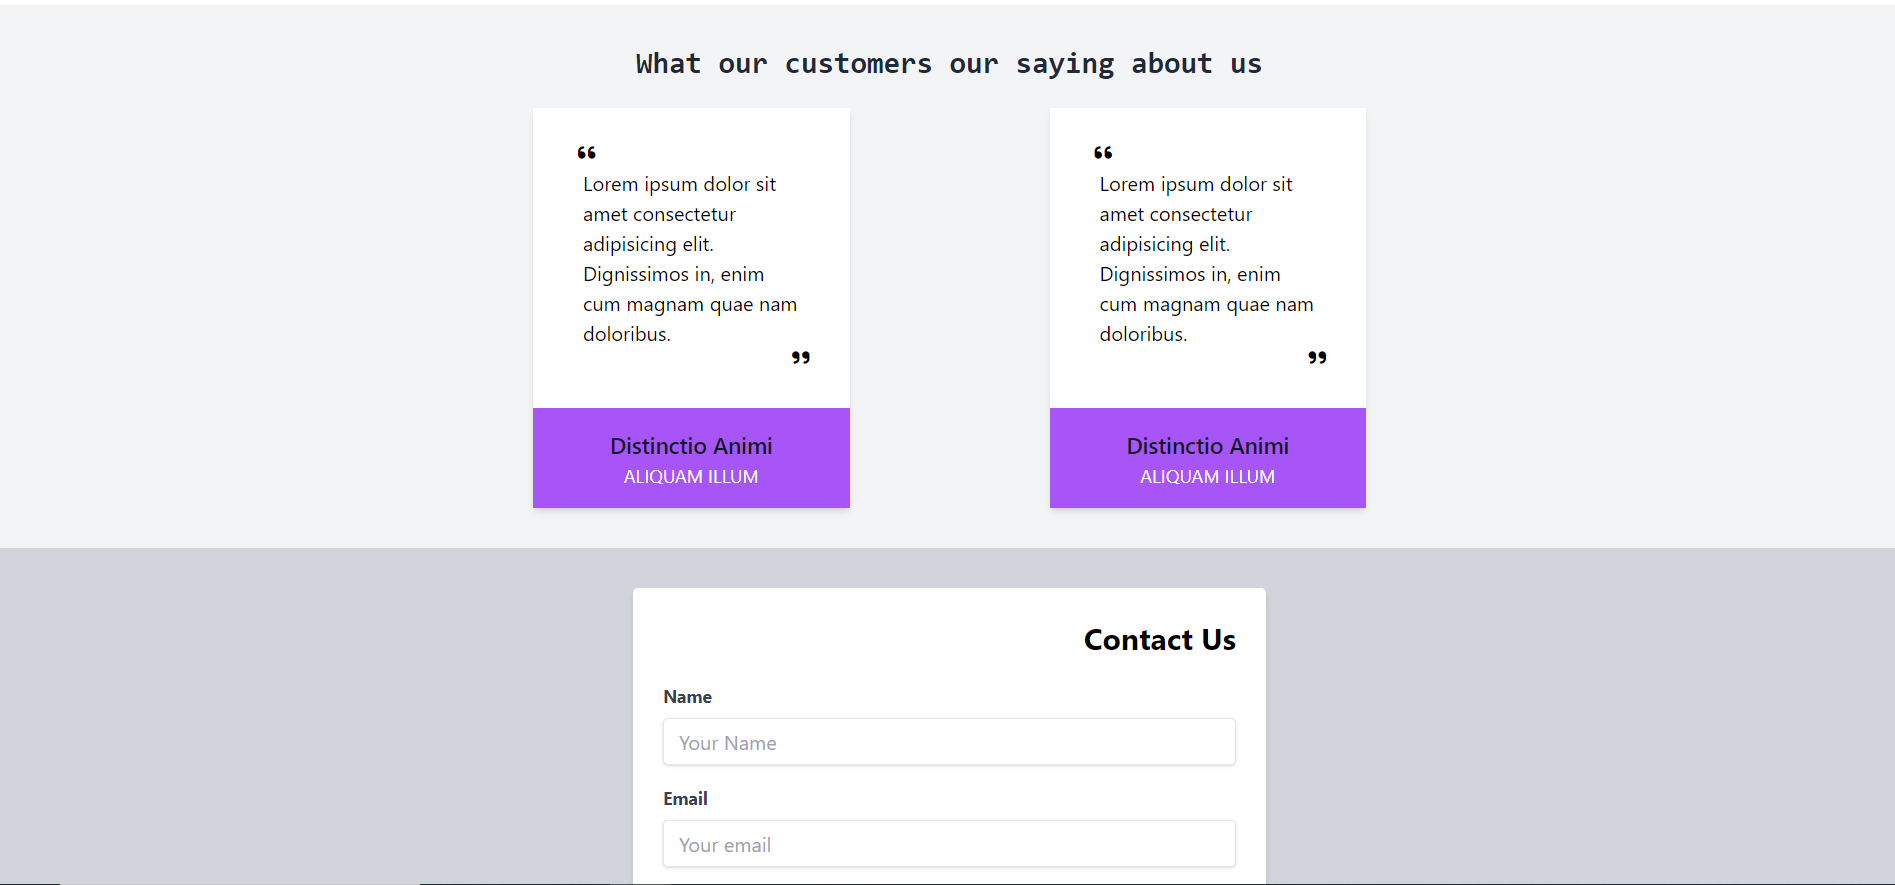 What our customers our saying about us
“
Lorem ipsum dolor sit
amet consectetur
adipisicing elit.
Dignissimos in, enim
cum magnam quae nam
doloribus.
”
Distinctio Animi
ALIQUAM ILLUM
“
Lorem ipsum dolor sit
amet consectetur
adipisicing elit.
Dignissimos in, enim
cum magnam quae nam
doloribus.
”
Distinctio Animi
ALIQUAM ILLUM
Contact Us
Name
Your Name
Email
Your email